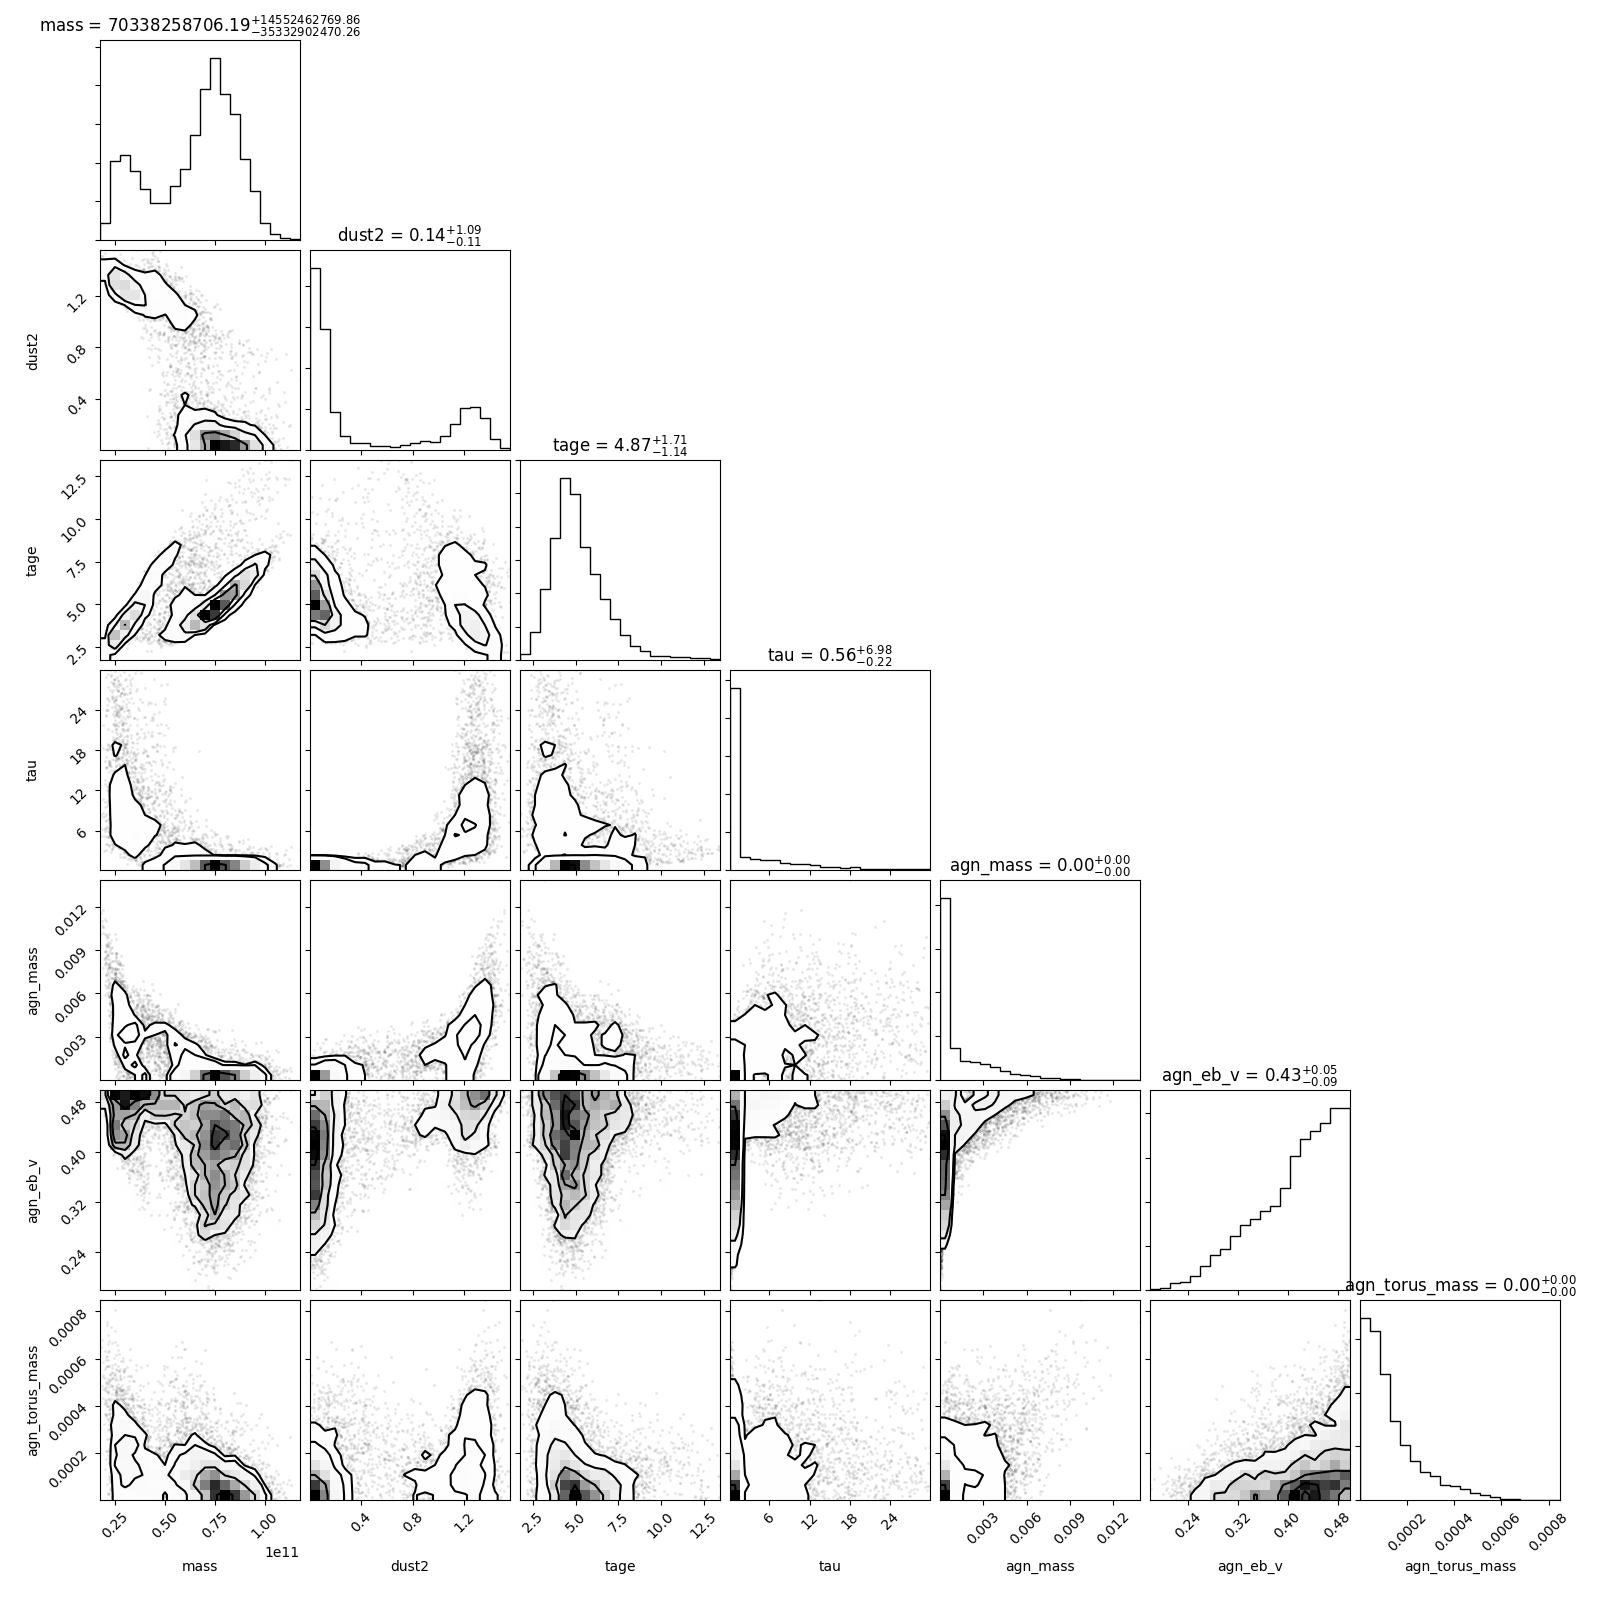 mass = 70338258706.19+14552462769.86−35332902470.26
dust2 = 0.14+1.09−0.11
1.2
0.8
0.4
dust2
tage = 4.87+1.71−1.14
12.5
10.0
7.5
5.0
2.5
tage
tau = 0.56+6.98−0.22
24
18
12
6
tau
agn_mass = 0.00+0.00−0.00
0.012
0.009
0.006
0.003
agn_mass
agn_eb_v = 0.43+0.05−0.09
0.48
0.40
0.32
0.24
agn_eb_v
agn_torus_mass = 0.00+0.00−0.00
0.0008
0.0006
0.0004
0.0002
agn_torus_mass
0.25 0.50 0.75 1.00 0.4 0.8 1.2 2.5 5.0 7.5 10.0 12.5 6 12 18 24 0.003 0.006 0.009 0.012 0.24 0.32 0.40 0.48 0.0002 0.0004 0.0006 0.0008
1e11
mass dust2 tage tau agn_mass agn_eb_v agn_torus_mass